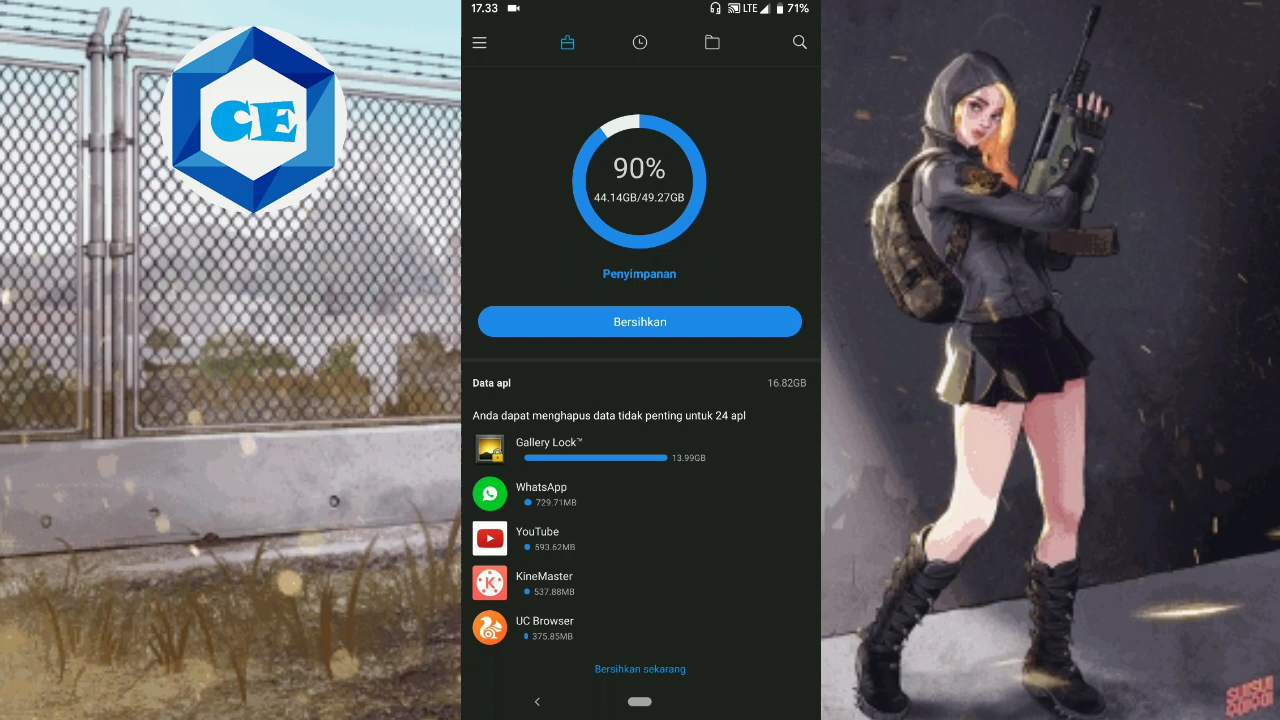 CE
17.33
LTE
71%
90%
44.14GB/49.27GB
Penyimpanan
Bersihkan
Data apl
16.82GB
Anda dapat menghapus data tidak penting untuk 24 apl
Gallery Lock™
13.99GB
WhatsApp
729.71MB
YouTube
593.62MB
KineMaster
537.88MB
UC Browser
375.85MB
Bersihkan sekarang